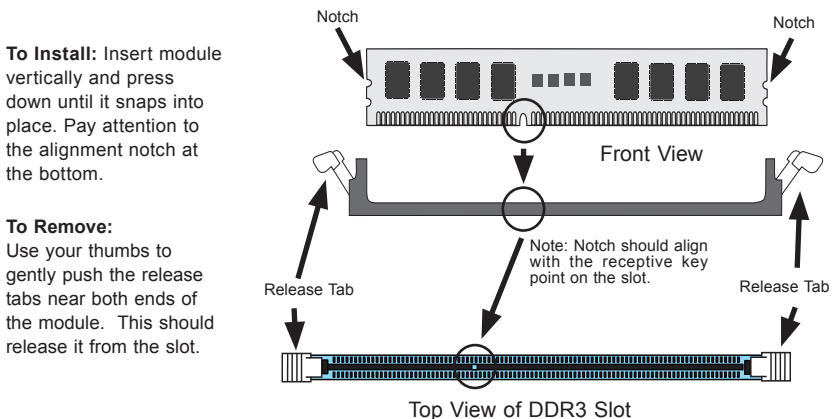 To Install: Insert module
vertically and press
down until it snaps into
place. Pay attention to
the alignment notch at
the bottom.
To Remove:
Use your thumbs to
gently push the release
tabs near both ends of
the module. This should
release it from the slot.
Notch
Notch
Front View
Note: Notch should align
with the receptive key
point on the slot.
Release Tab
Release Tab
Top View of DDR3 Slot